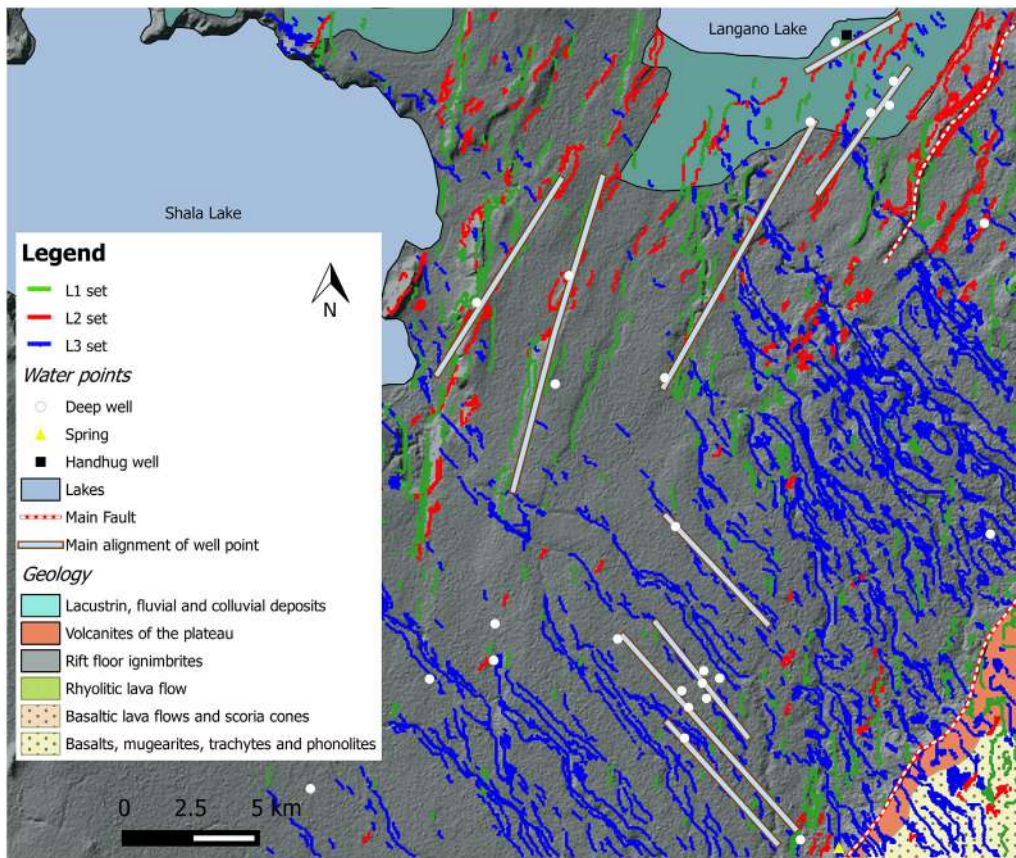 Langano Lake
Shala Lake
Legend
L1 set
L2 set
L3 set
N
Water points
Deep well
Spring
Handhug well
Lakes
Main Fault
Main alignment of well point
Geology
Lacustrin, fluvial and colluvial deposits
Volcanites of the plateau
Rift floor ignimbrites
Rhyolitic lava flow
Basaltic lava flows and scoria cones
Basalts, mugearites, trachytes and phonolites
0 2.5 5 km